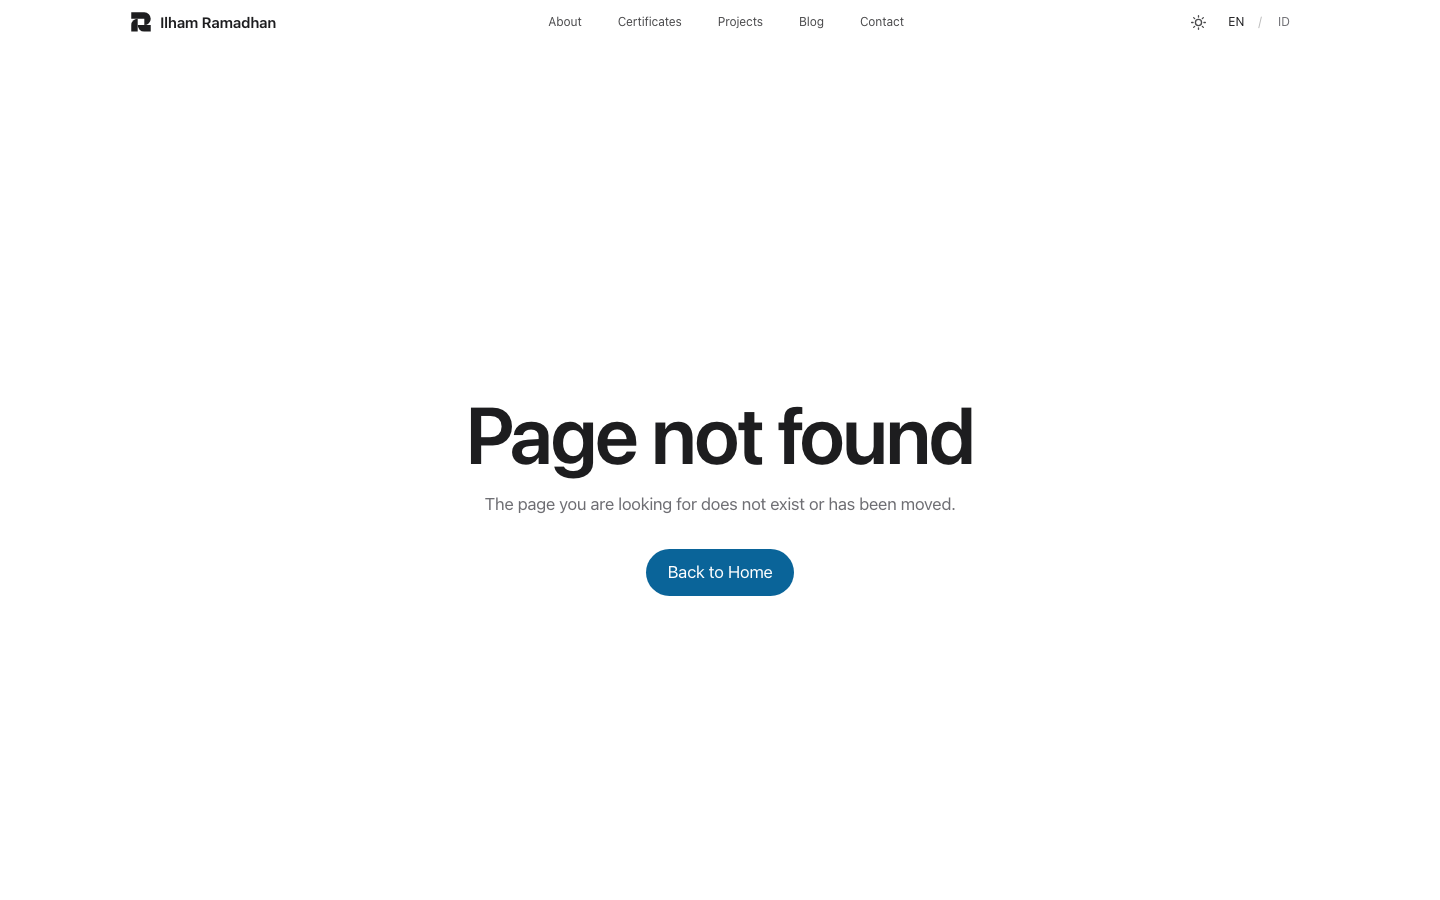 Ilham Ramadhan
About
Certificates
Projects
Blog
Contact
EN / ID
Page not found
The page you are looking for does not exist or has been moved.
Back to Home